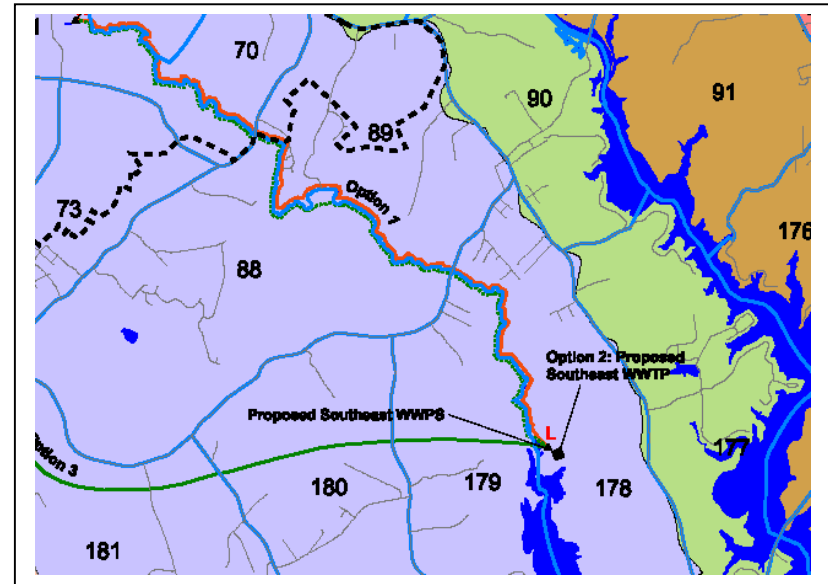 70
90
91
89
73
Option 1
176
88
Option 2: Proposed
Southeast WWTP
Proposed Southeast WWPS
L
177
Option 3
180
179
178
181